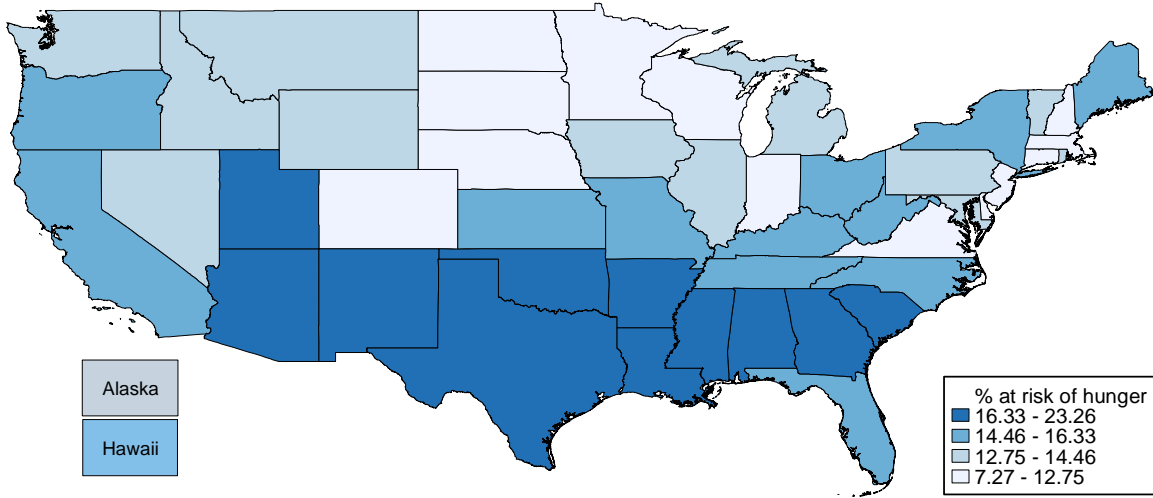 Alaska
Hawaii
% at risk of hunger
16.33 - 23.26
14.46 - 16.33
12.75 - 14.46
7.27 - 12.75